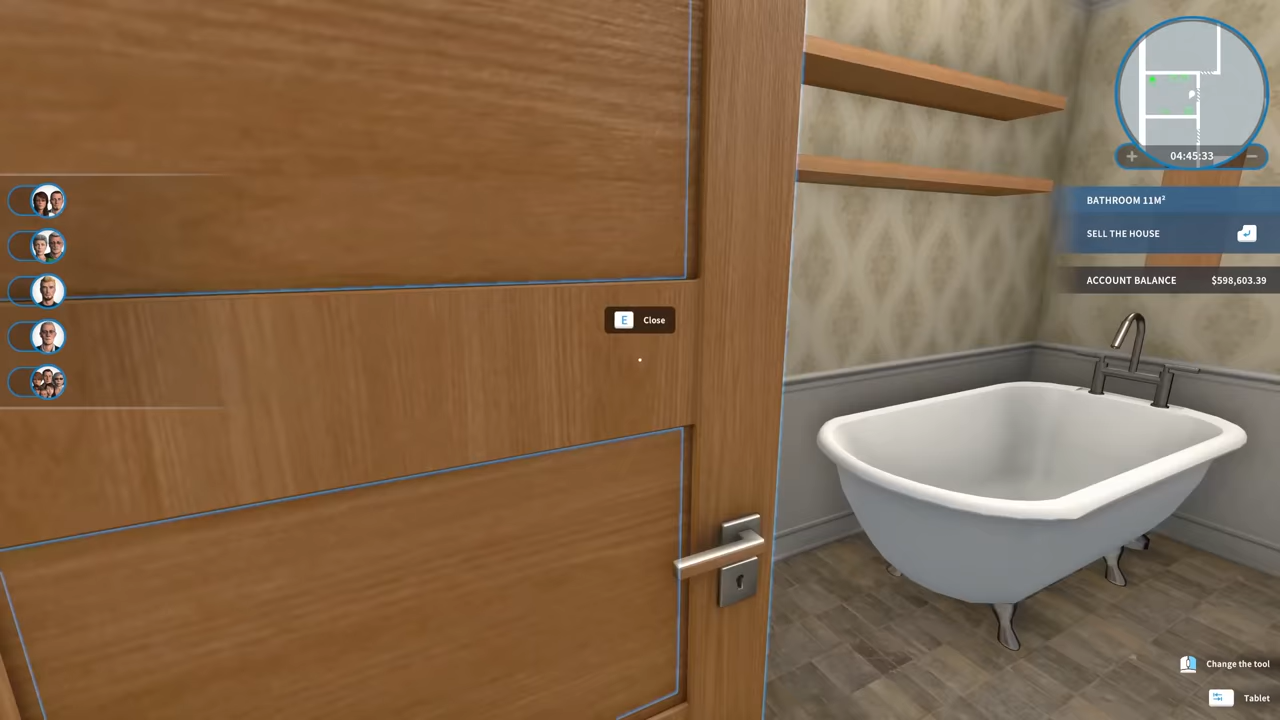 04:45:33
BATHROOM 11M²
SELL THE HOUSE
ACCOUNT BALANCE $598,603.39
E Close
Change the tool
Tablet